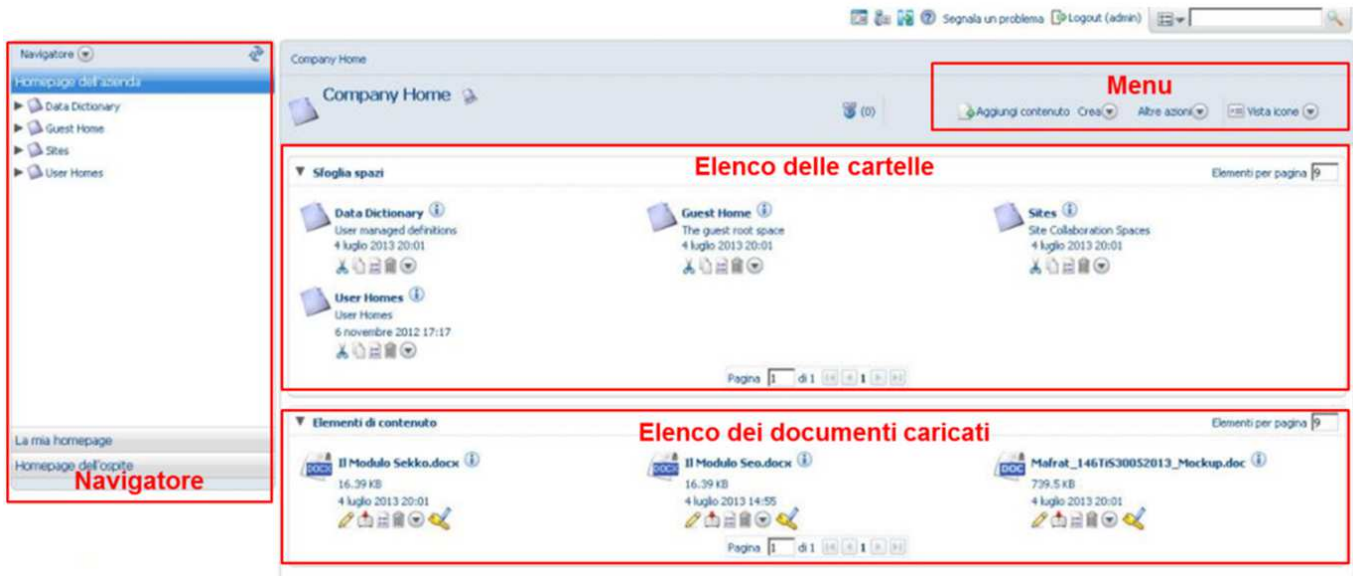 Segnala un problema Logout (admin)
Navigatore
Homepage dell'azienda
Data Dictionary
Guest Home
Sites
User Homes
La mia homepage
Homepage dell'ospite
Navigatore
Company Home
Company Home
(0)
Menu
Aggiungi contenuto Crea Altre azioni Vista icone
Elenco delle cartelle
Sfoglia spazi
Elementi per pagina 9
Data Dictionary
User managed definitions
4 luglio 2013 20:01
Guest Home
The guest root space
4 luglio 2013 20:01
Sites
Site Collaboration Spaces
4 luglio 2013 20:01
User Homes
User Homes
6 novembre 2012 17:17
Pagina 1 di 1 1
Elementi di contenuto
Elenco dei documenti caricati
Elementi per pagina 9
DOCX
Il Modulo Sekko.docx
16.39 KB
4 luglio 2013 20:01
DOCX
Il Modulo Seo.docx
16.39 KB
4 luglio 2013 14:55
DOC
Mafrat_146TiS30052013_Mockup.doc
739.5 KB
4 luglio 2013 20:01
Pagina 1 di 1 1